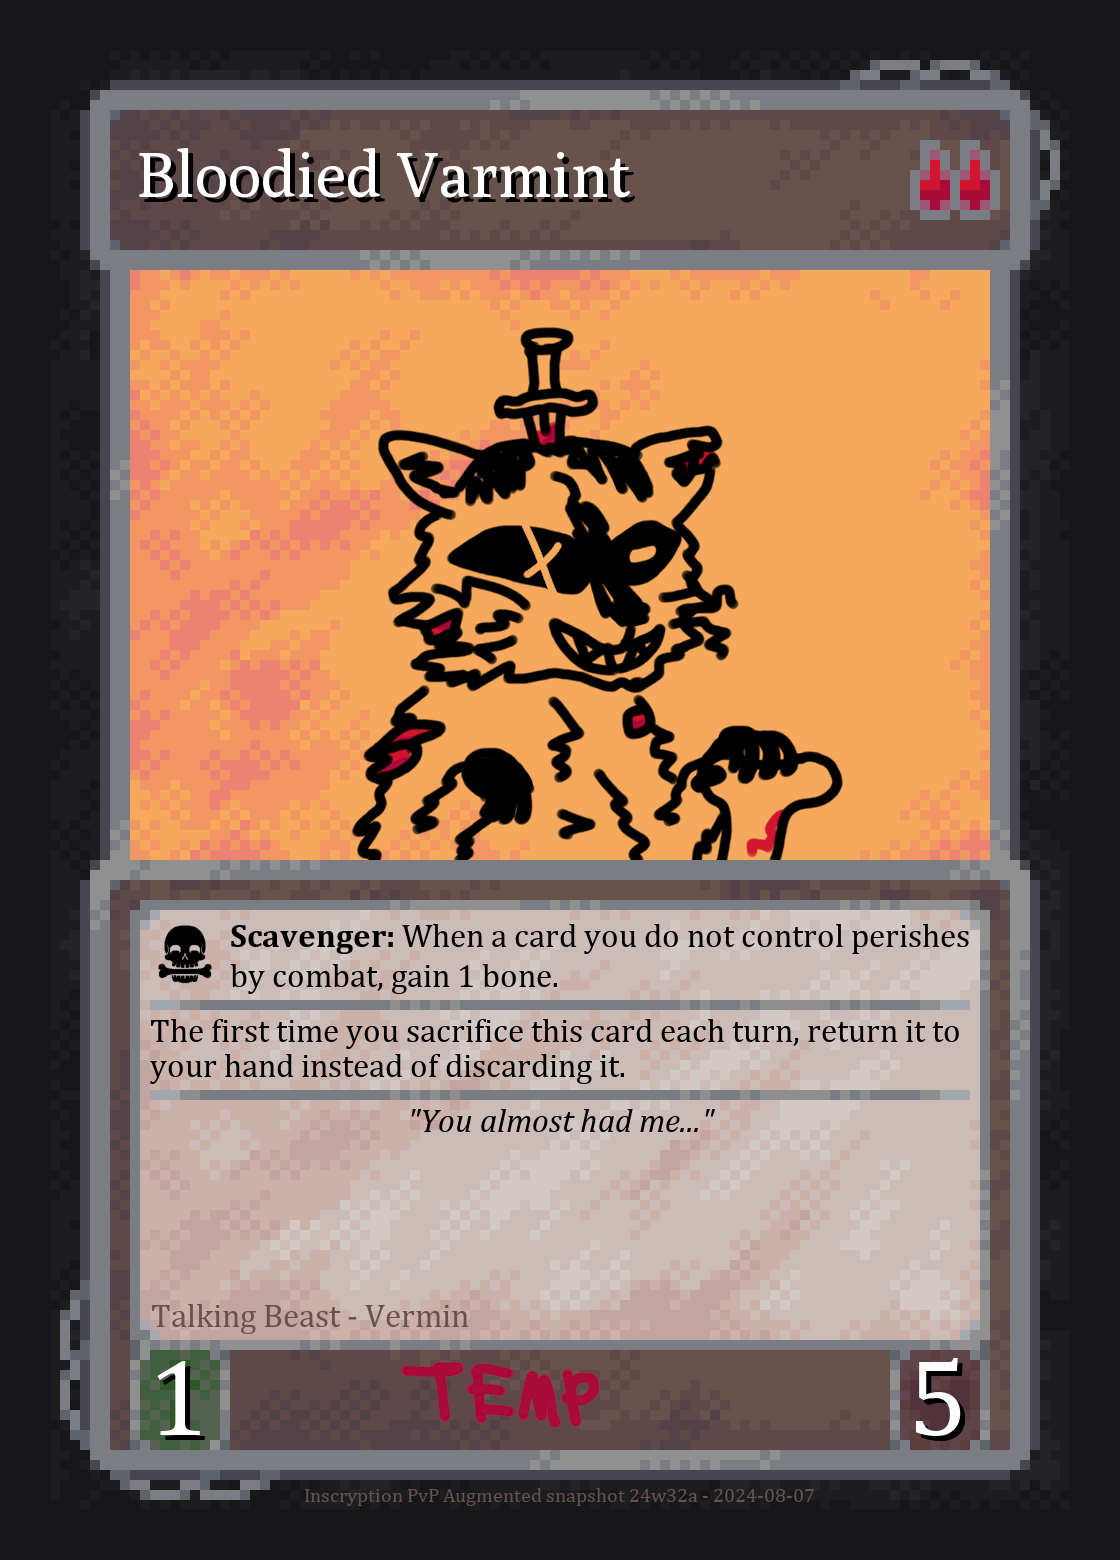 Bloodied Varmint
Scavenger: When a card you do not control perishes
by combat, gain 1 bone.
The first time you sacrifice this card each turn, return it to
your hand instead of discarding it.
"You almost had me..."
Talking Beast - Vermin
1
TEMP
5
Inscryption PvP Augmented snapshot 24w32a - 2024-08-07